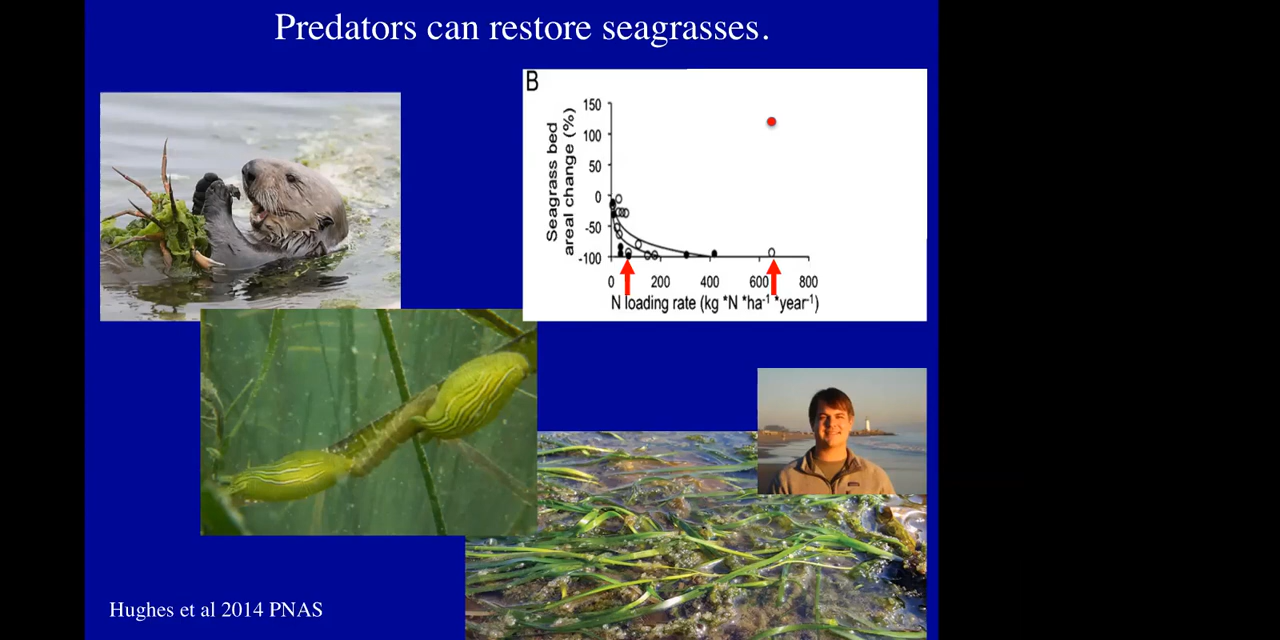 Predators can restore seagrasses.
B
Seagrass bed
areal change (%)
150
100
50
0
-50
-100
0 200 400 600 800
N loading rate (kg *N *ha-1 *year-1)
Hughes et al 2014 PNAS